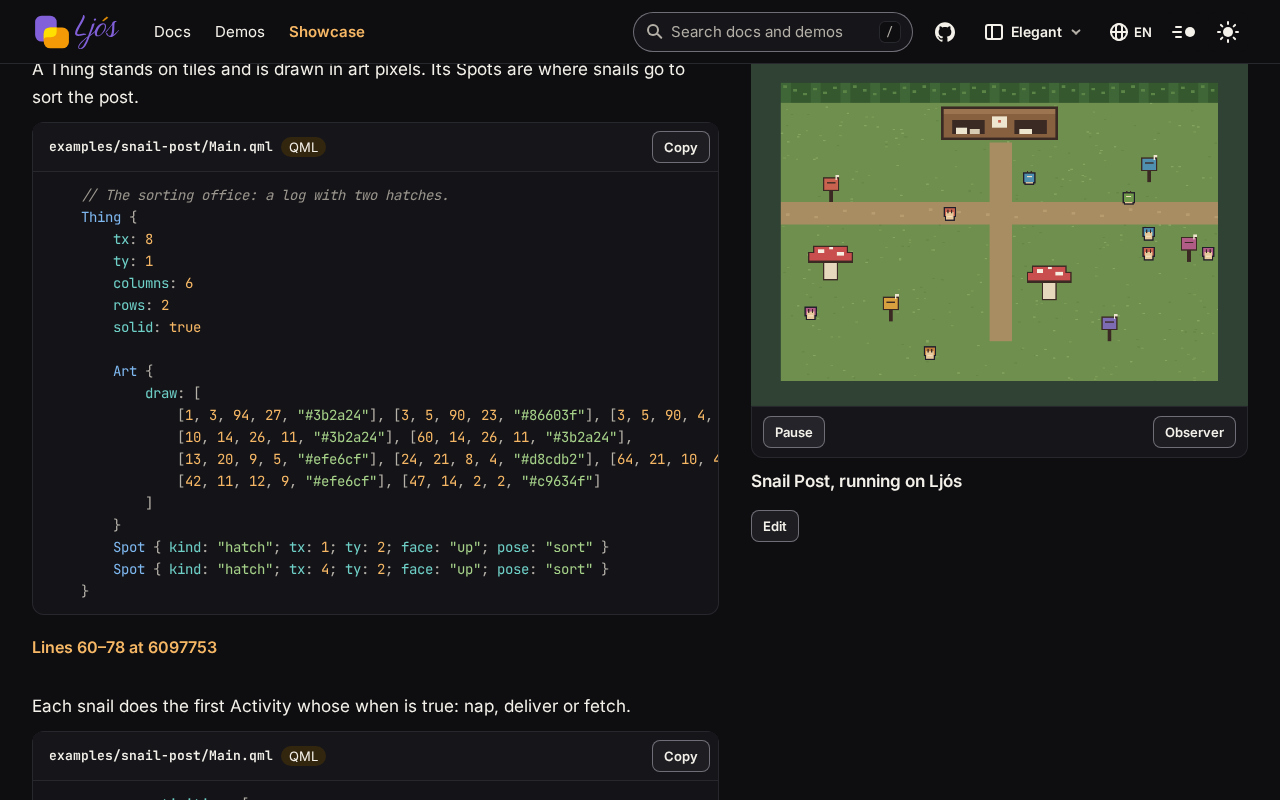 Ljós
Docs
Demos
Showcase
Search docs and demos
/
Elegant
EN
A Thing stands on tiles and is drawn in art pixels. Its Spots are where snails go to
sort the post.
examples/snail-post/Main.qml QML
Copy
// The sorting office: a log with two hatches.
Thing {
tx: 8
ty: 1
columns: 6
rows: 2
solid: true
Art {
draw: [
[1, 3, 94, 27, "#3b2a24"], [3, 5, 90, 23, "#86603f"], [3, 5, 90, 4,
[10, 14, 26, 11, "#3b2a24"], [60, 14, 26, 11, "#3b2a24"],
[13, 20, 9, 5, "#efe6cf"], [24, 21, 8, 4, "#d8cdb2"], [64, 21, 10, 4
[42, 11, 12, 9, "#efe6cf"], [47, 14, 2, 2, "#c9634f"]
]
}
Spot { kind: "hatch"; tx: 1; ty: 2; face: "up"; pose: "sort" }
Spot { kind: "hatch"; tx: 4; ty: 2; face: "up"; pose: "sort" }
}
Lines 60–78 at 6097753
Each snail does the first Activity whose when is true: nap, deliver or fetch.
examples/snail-post/Main.qml QML
Copy
Pause
Observer
Snail Post, running on Ljós
Edit